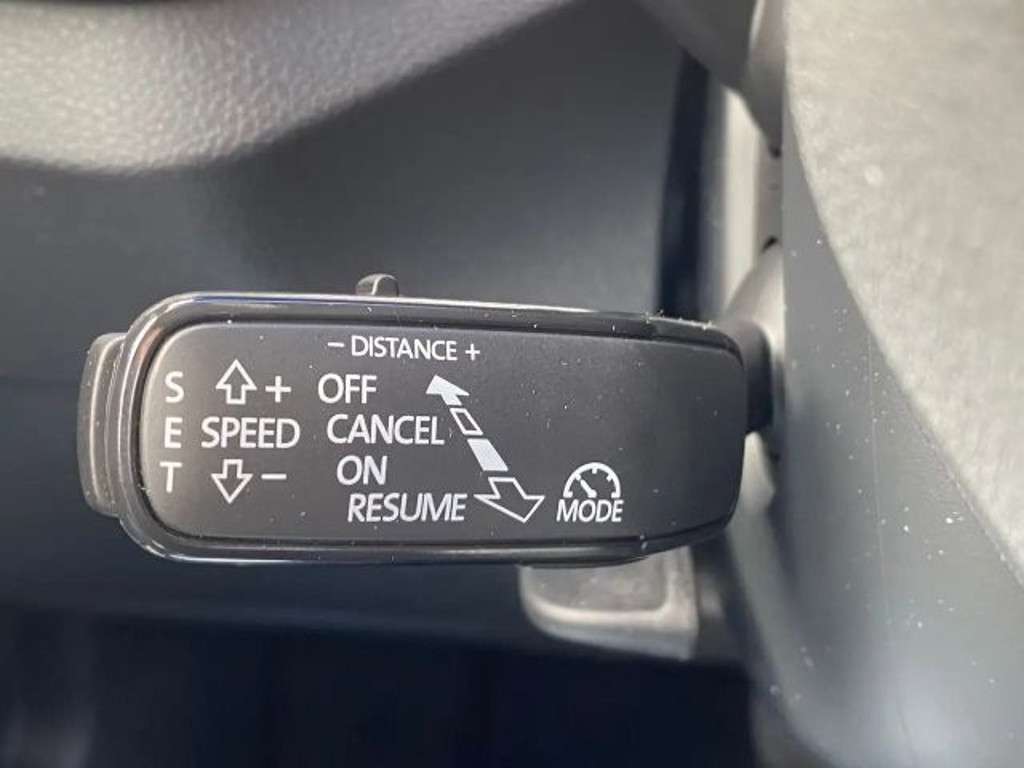 – DISTANCE +
S + OFF
E SPEED CANCEL
T – ON
RESUME MODE